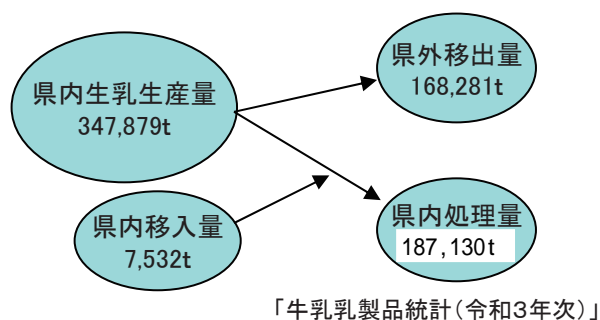 県内生乳生産量
347,879t
県外移出量
168,281t
県内移入量
7,532t
県内処理量
187,130t
「牛乳乳製品統計(令和3年次)」